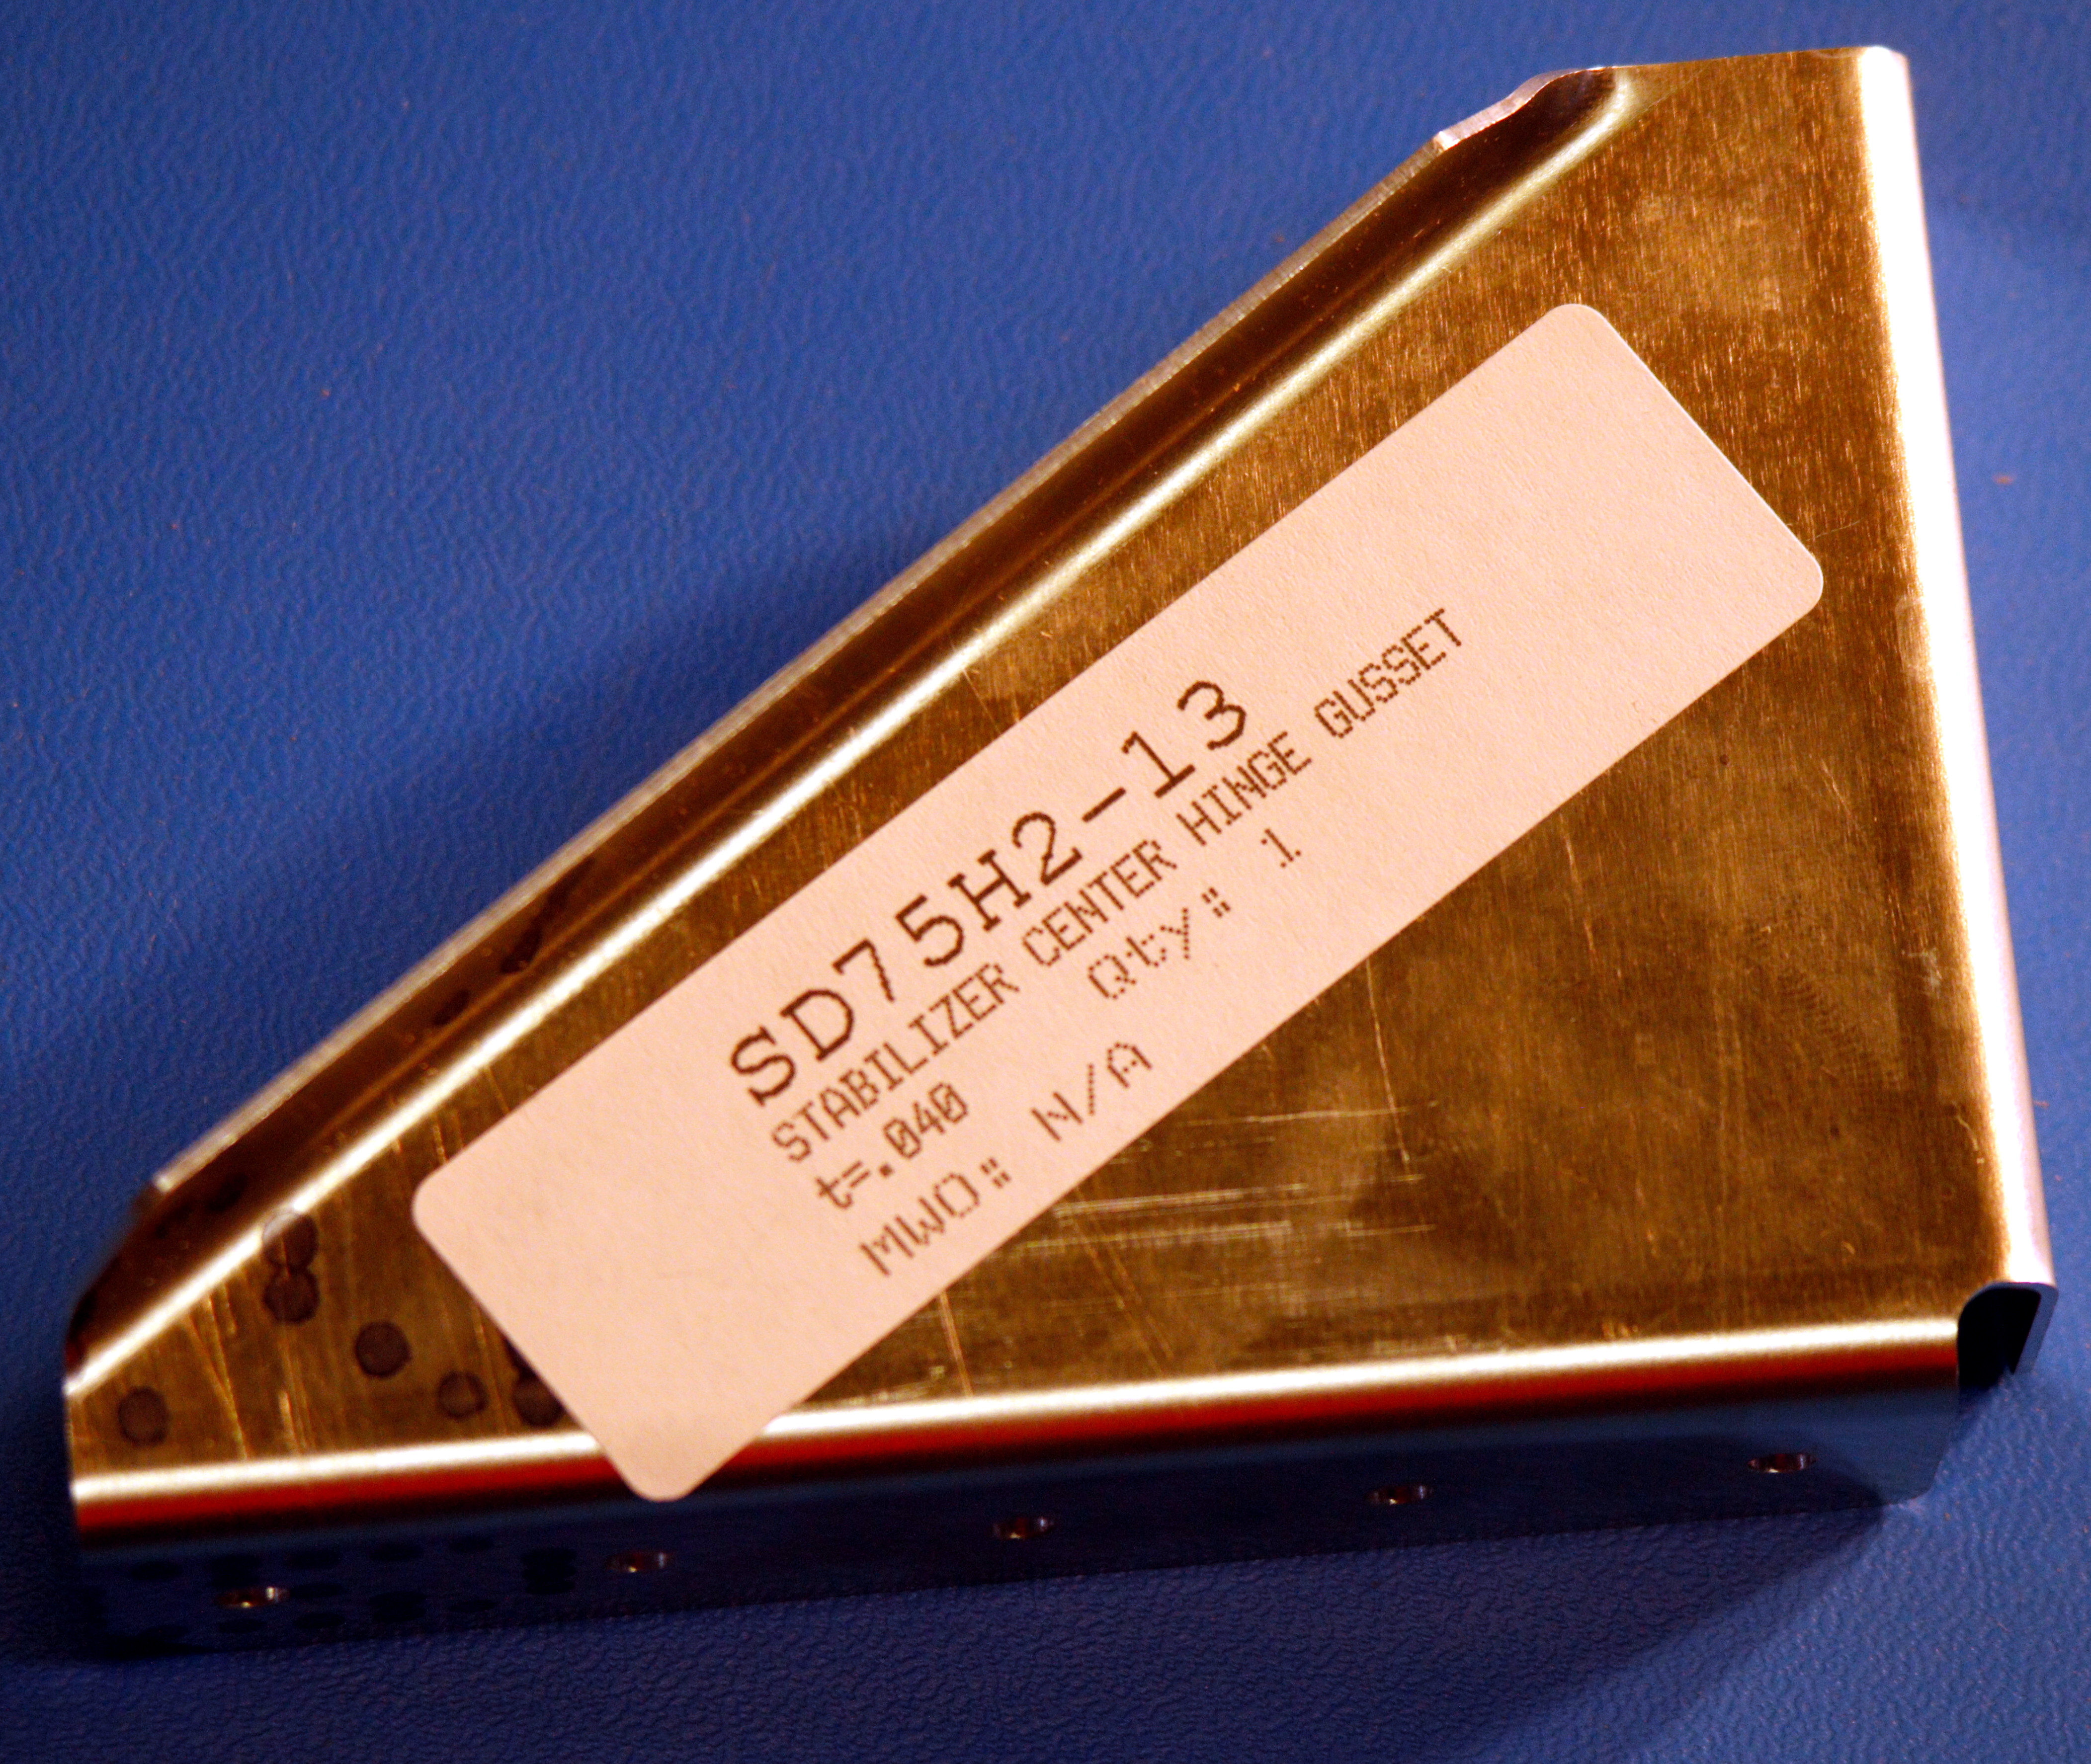 SD75H2-13
STABILIZER CENTER HINGE GUSSET
t=.040 Qty: 1
MWO: N/A